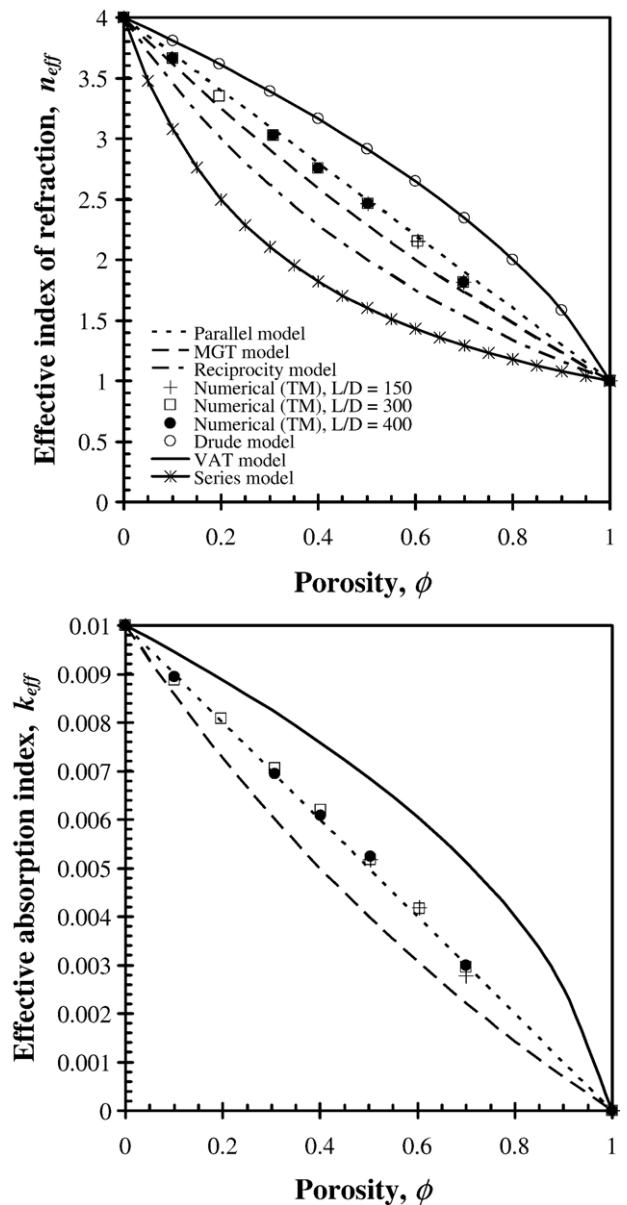 Effective index of refraction, n_eff
4
3.5
3
2.5
2
1.5
1
0.5
0
Parallel model
MGT model
Reciprocity model
Numerical (TM), L/D = 150
Numerical (TM), L/D = 300
Numerical (TM), L/D = 400
Drude model
VAT model
Series model
0 0.2 0.4 0.6 0.8 1
Porosity, ϕ
Effective absorption index, k_eff
0.01
0.009
0.008
0.007
0.006
0.005
0.004
0.003
0.002
0.001
0
0 0.2 0.4 0.6 0.8 1
Porosity, ϕ